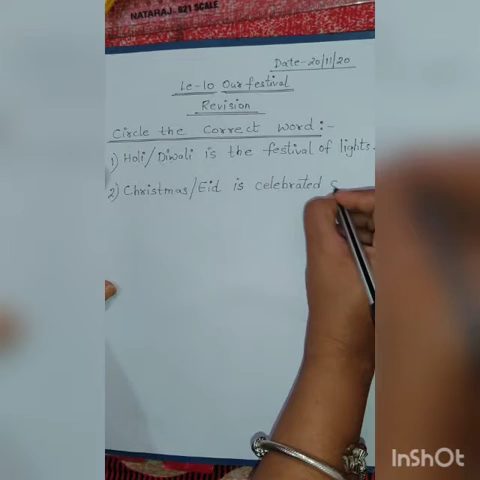 NATARAJ-621 SCALE
Date-20/11/20
Le-10 Our festival
Revision
Circle the Correct word:-
1) Holi/Diwali is the festival of lights.
2) Christmas/Eid is celebrated
InShOt